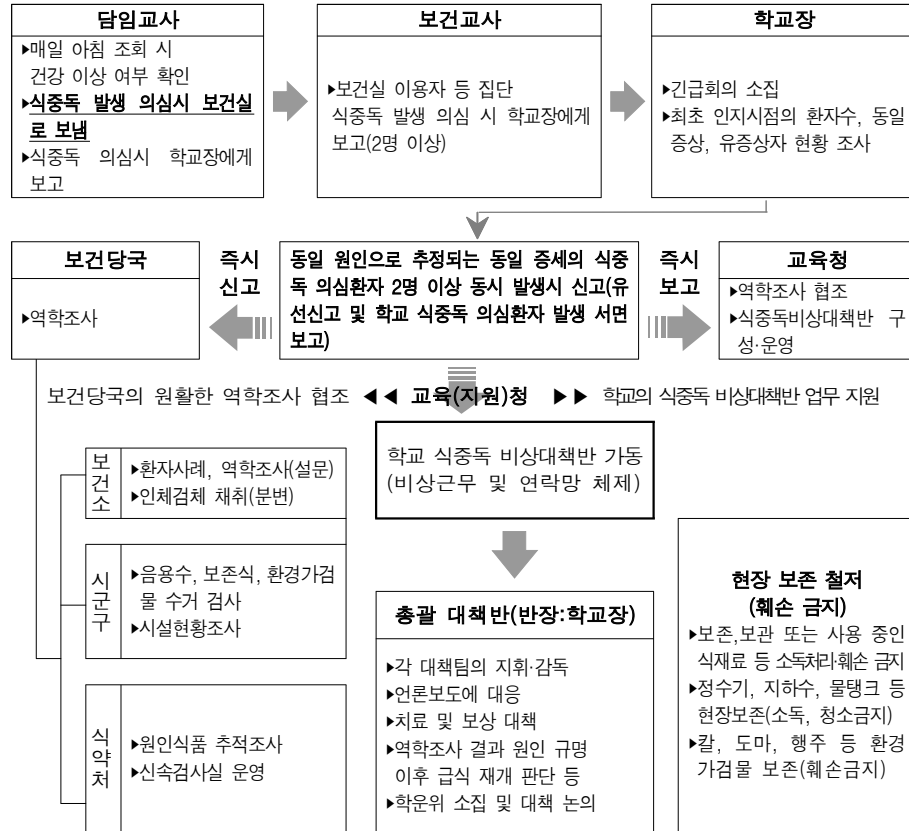 담임교사
▶매일 아침 조회 시
건강 이상 여부 확인
▶식중독 발생 의심시 보건실
로 보냄
▶식중독 의심시 학교장에게
보고
보건교사
▶보건실 이용자 등 집단
식중독 발생 의심 시 학교장에게
보고(2명 이상)
학교장
▶긴급회의 소집
▶최초 인지시점의 환자수, 동일
증상, 유증상자 현황 조사
보건당국
▶역학조사
즉시
신고
동일 원인으로 추정되는 동일 증세의 식중
독 의심환자 2명 이상 동시 발생시 신고(유
선신고 및 학교 식중독 의심환자 발생 서면
보고)
즉시
보고
교육청
▶역학조사 협조
▶식중독비상대책반 구
성·운영
보건당국의 원활한 역학조사 협조 ◀◀ 교육(지원)청 ▶▶ 학교의 식중독 비상대책반 업무 지원
보건소
▶환자사례, 역학조사(설문)
▶인체검체 채취(분변)
시군구
▶음용수, 보존식, 환경가검
물 수거 검사
▶시설현황조사
식약처
▶원인식품 추적조사
▶신속검사실 운영
학교 식중독 비상대책반 가동
(비상근무 및 연락망 체제)
총괄 대책반(반장:학교장)
▶각 대책팀의 지휘·감독
▶언론보도에 대응
▶치료 및 보상 대책
▶역학조사 결과 원인 규명
이후 급식 재개 판단 등
▶학운위 소집 및 대책 논의
현장 보존 철저
(훼손 금지)
▶보존,보관 또는 사용 중인
식재료 등 소독처리·훼손 금지
▶정수기, 지하수, 물탱크 등
현장보존(소독, 청소금지)
▶칼, 도마, 행주 등 환경
가검물 보존(훼손금지)